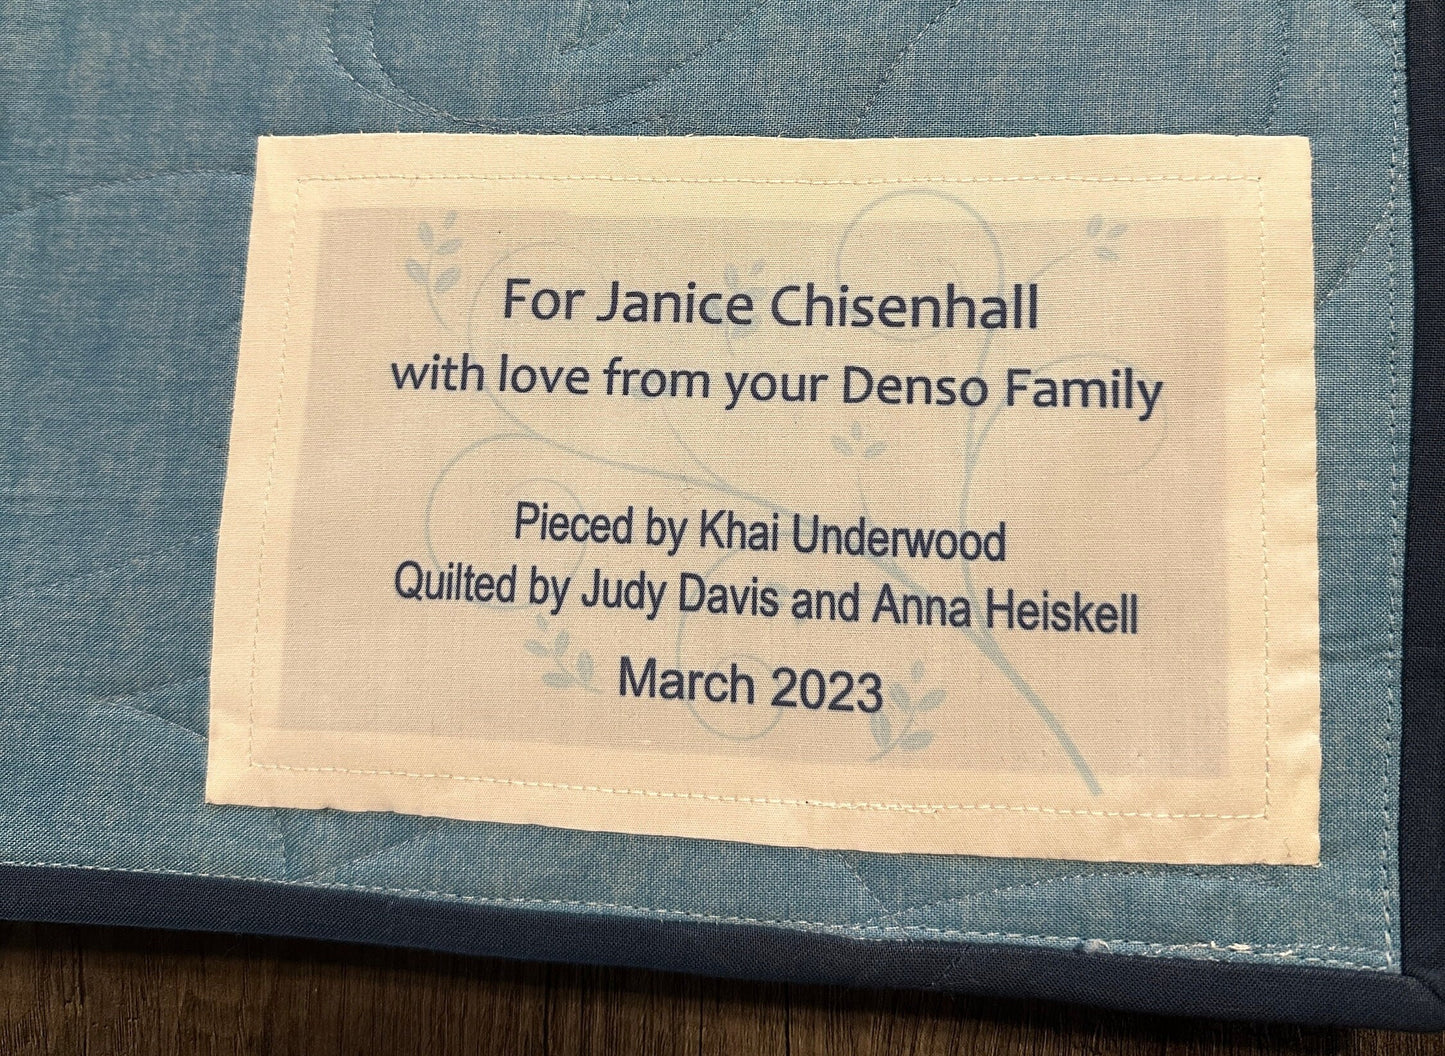 For Janice Chisenhall
with love from your Denso Family
Pieced by Khai Underwood
Quilted by Judy Davis and Anna Heiskell
March 2023